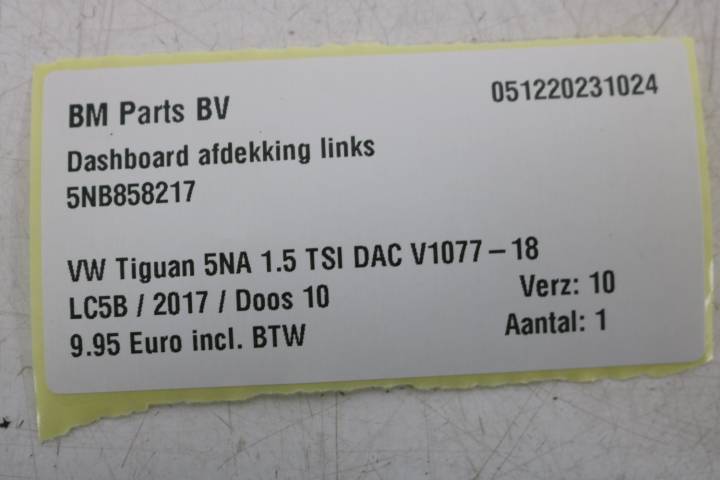 BM Parts BV 051220231024
Dashboard afdekking links
5NB858217
VW Tiguan 5NA 1.5 TSI DAC V1077-18
LC5B / 2017 / Doos 10 Verz: 10
9.95 Euro incl. BTW Aantal: 1